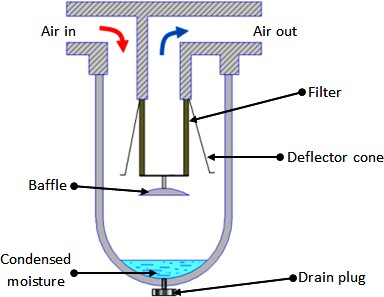 Air in
Air out
Filter
Deflector cone
Baffle
Condensed
moisture
Drain plug